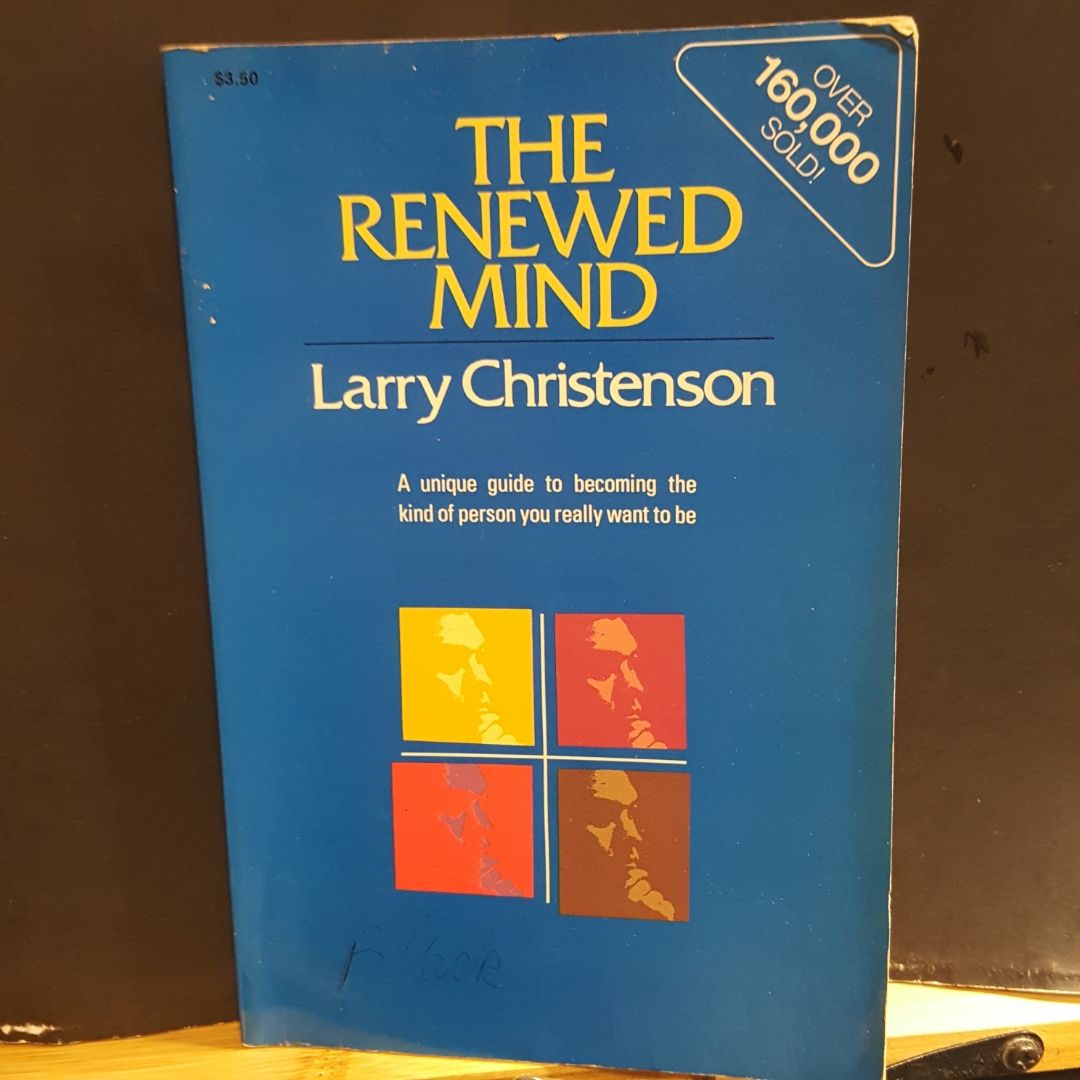 $3.50
OVER
160,000
SOLD!
THE
RENEWED
MIND
Larry Christenson
A unique guide to becoming the
kind of person you really want to be